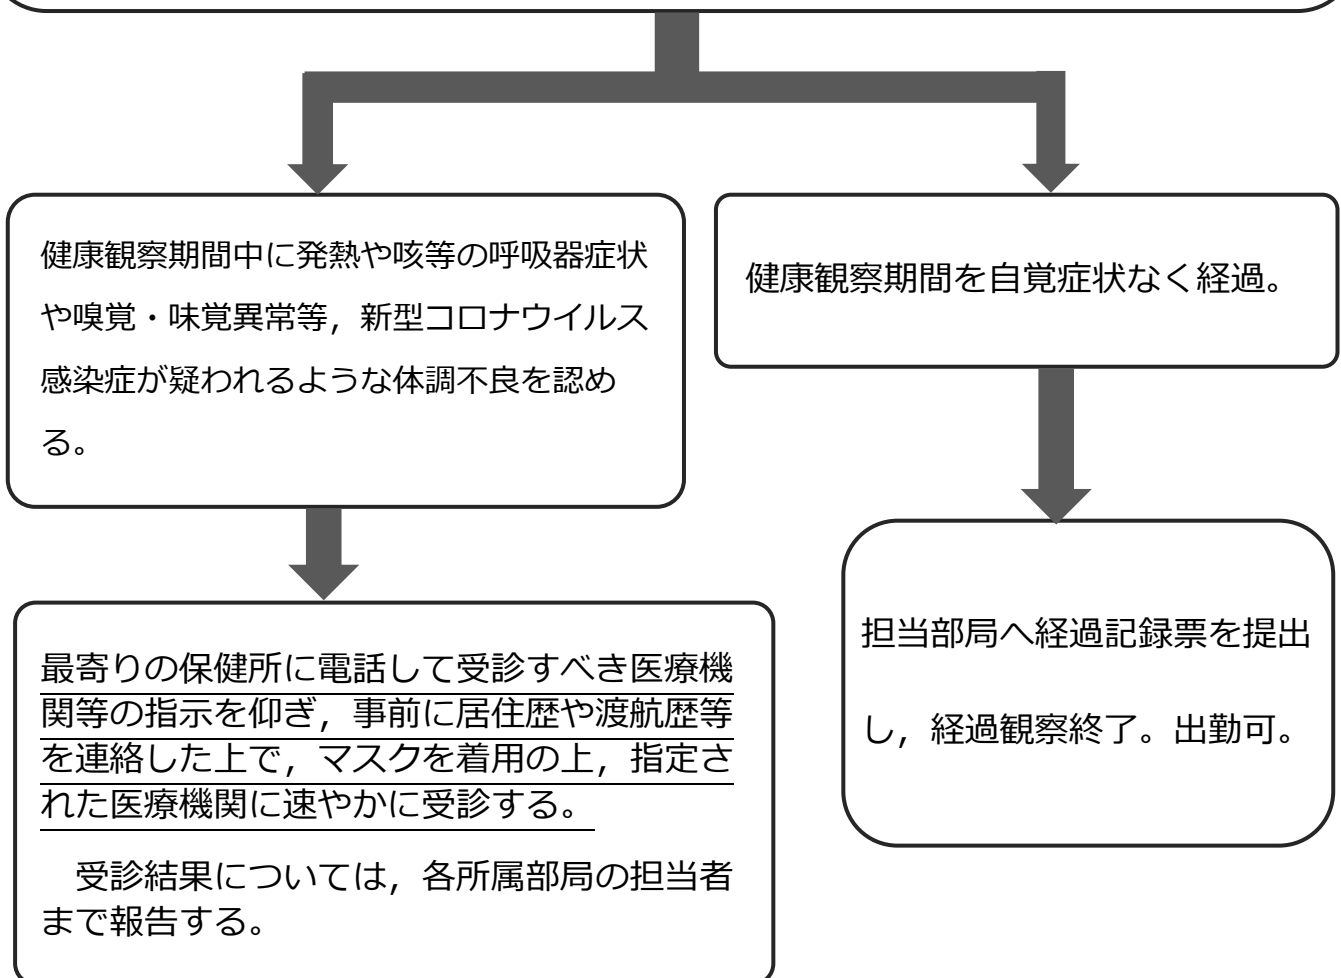 健康観察期間中に発熱や咳等の呼吸器症状
や嗅覚・味覚異常等，新型コロナウイルス
感染症が疑われるような体調不良を認め
る。
健康観察期間を自覚症状なく経過。
最寄りの保健所に電話して受診すべき医療機
関等の指示を仰ぎ，事前に居住歴や渡航歴等
を連絡した上で，マスクを着用の上，指定さ
れた医療機関に速やかに受診する。
　受診結果については，各所属部局の担当者
まで報告する。
担当部局へ経過記録票を提出
し，経過観察終了。出勤可。